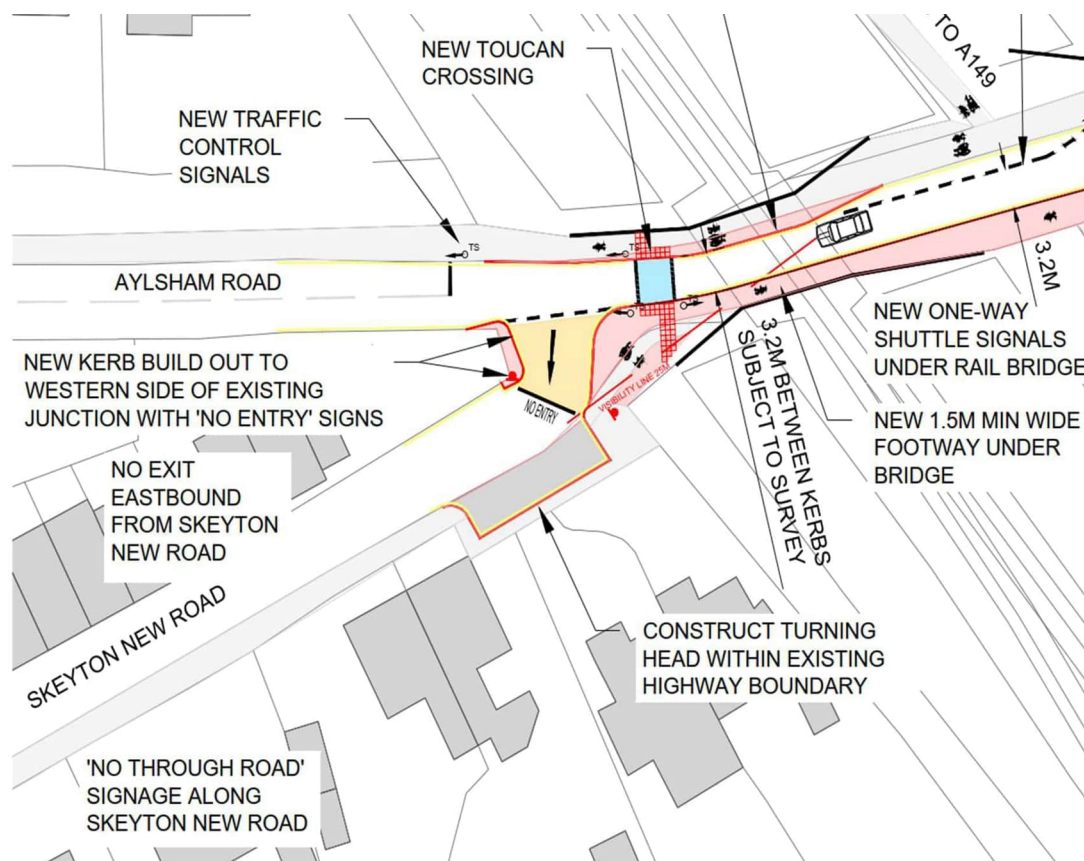 TO A149
NEW TOUCAN
CROSSING
NEW TRAFFIC
CONTROL
SIGNALS
TS
TS
AYLSHAM ROAD
TS
3.2M
NEW ONE-WAY
SHUTTLE SIGNALS
UNDER RAIL BRIDGE
NEW KERB BUILD OUT TO
WESTERN SIDE OF EXISTING
JUNCTION WITH 'NO ENTRY' SIGNS
NO ENTRY
VISIBILITY LINE 25M
3.2M BETWEEN KERBS
SUBJECT TO SURVEY
NEW 1.5M MIN WIDE
FOOTWAY UNDER
BRIDGE
NO EXIT
EASTBOUND
FROM SKEYTON
NEW ROAD
SKEYTON NEW ROAD
CONSTRUCT TURNING
HEAD WITHIN EXISTING
HIGHWAY BOUNDARY
'NO THROUGH ROAD'
SIGNAGE ALONG
SKEYTON NEW ROAD